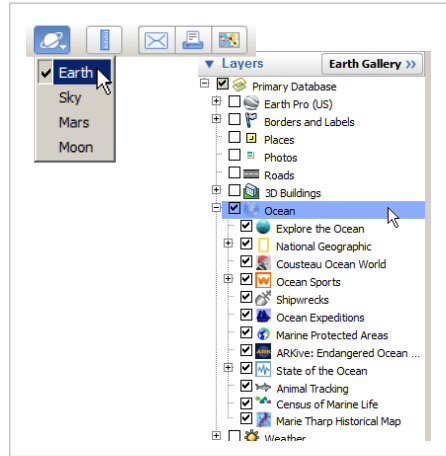 Earth
Sky
Mars
Moon
Layers
Earth Gallery >>
Primary Database
Earth Pro (US)
Borders and Labels
Places
Photos
Roads
3D Buildings
Ocean
Explore the Ocean
National Geographic
Cousteau Ocean World
Ocean Sports
Shipwrecks
Ocean Expeditions
Marine Protected Areas
ARK ARKive: Endangered Ocean ...
State of the Ocean
Animal Tracking
Census of Marine Life
Marie Tharp Historical Map
Weather